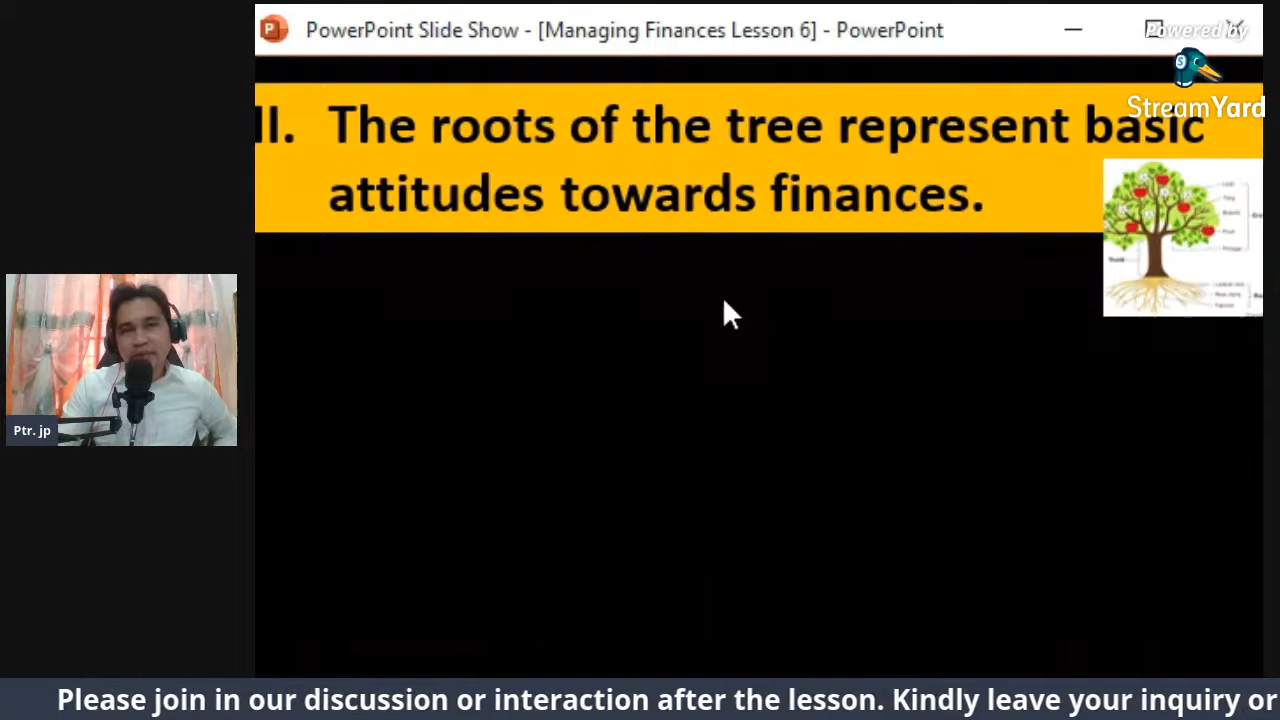 PowerPoint Slide Show - [Managing Finances Lesson 6] - PowerPoint
Powered by
StreamYard
II. The roots of the tree represent basic
attitudes towards finances.
Ptr. jp
Please join in our discussion or interaction after the lesson. Kindly leave your inquiry or